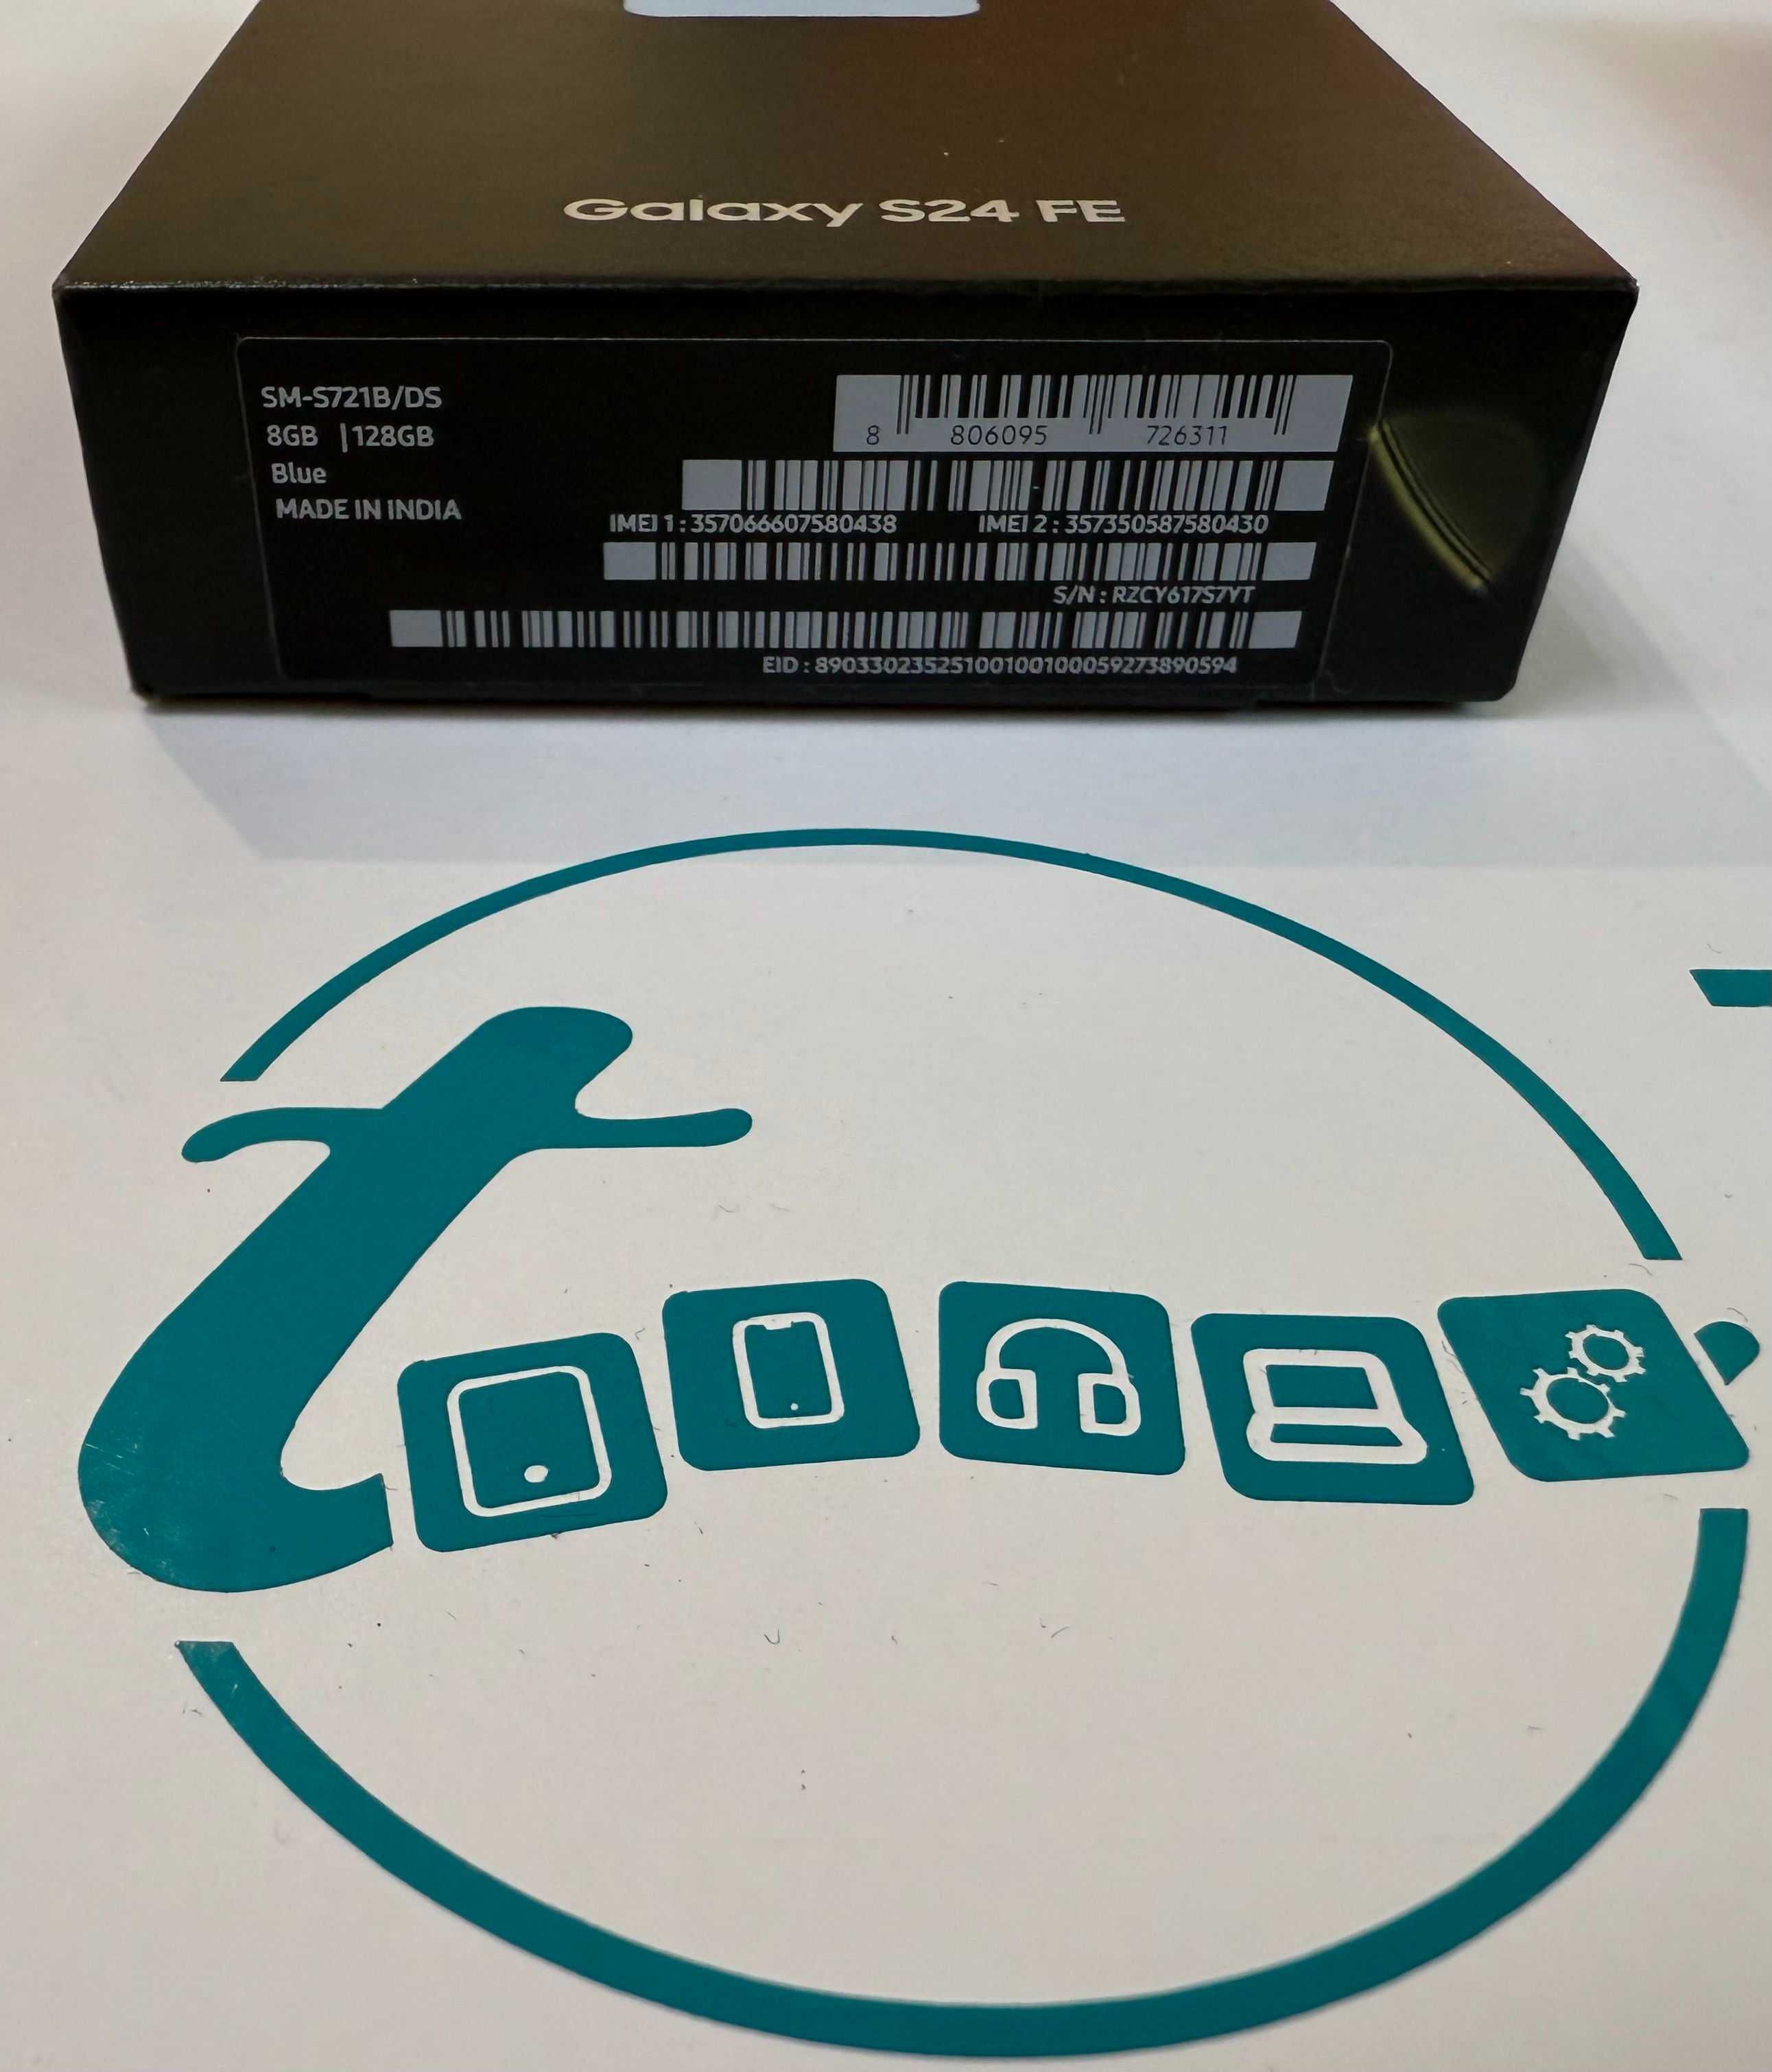 Galaxy S24 FE
SM-S721B/DS
8GB | 128GB
Blue
MADE IN INDIA
8 806095 726311
IMEI 1 : 357066607580438 IMEI 2 : 357350587580430
S/N : RZCY617S7YT
EID : 89033023525100100100059273890594
t